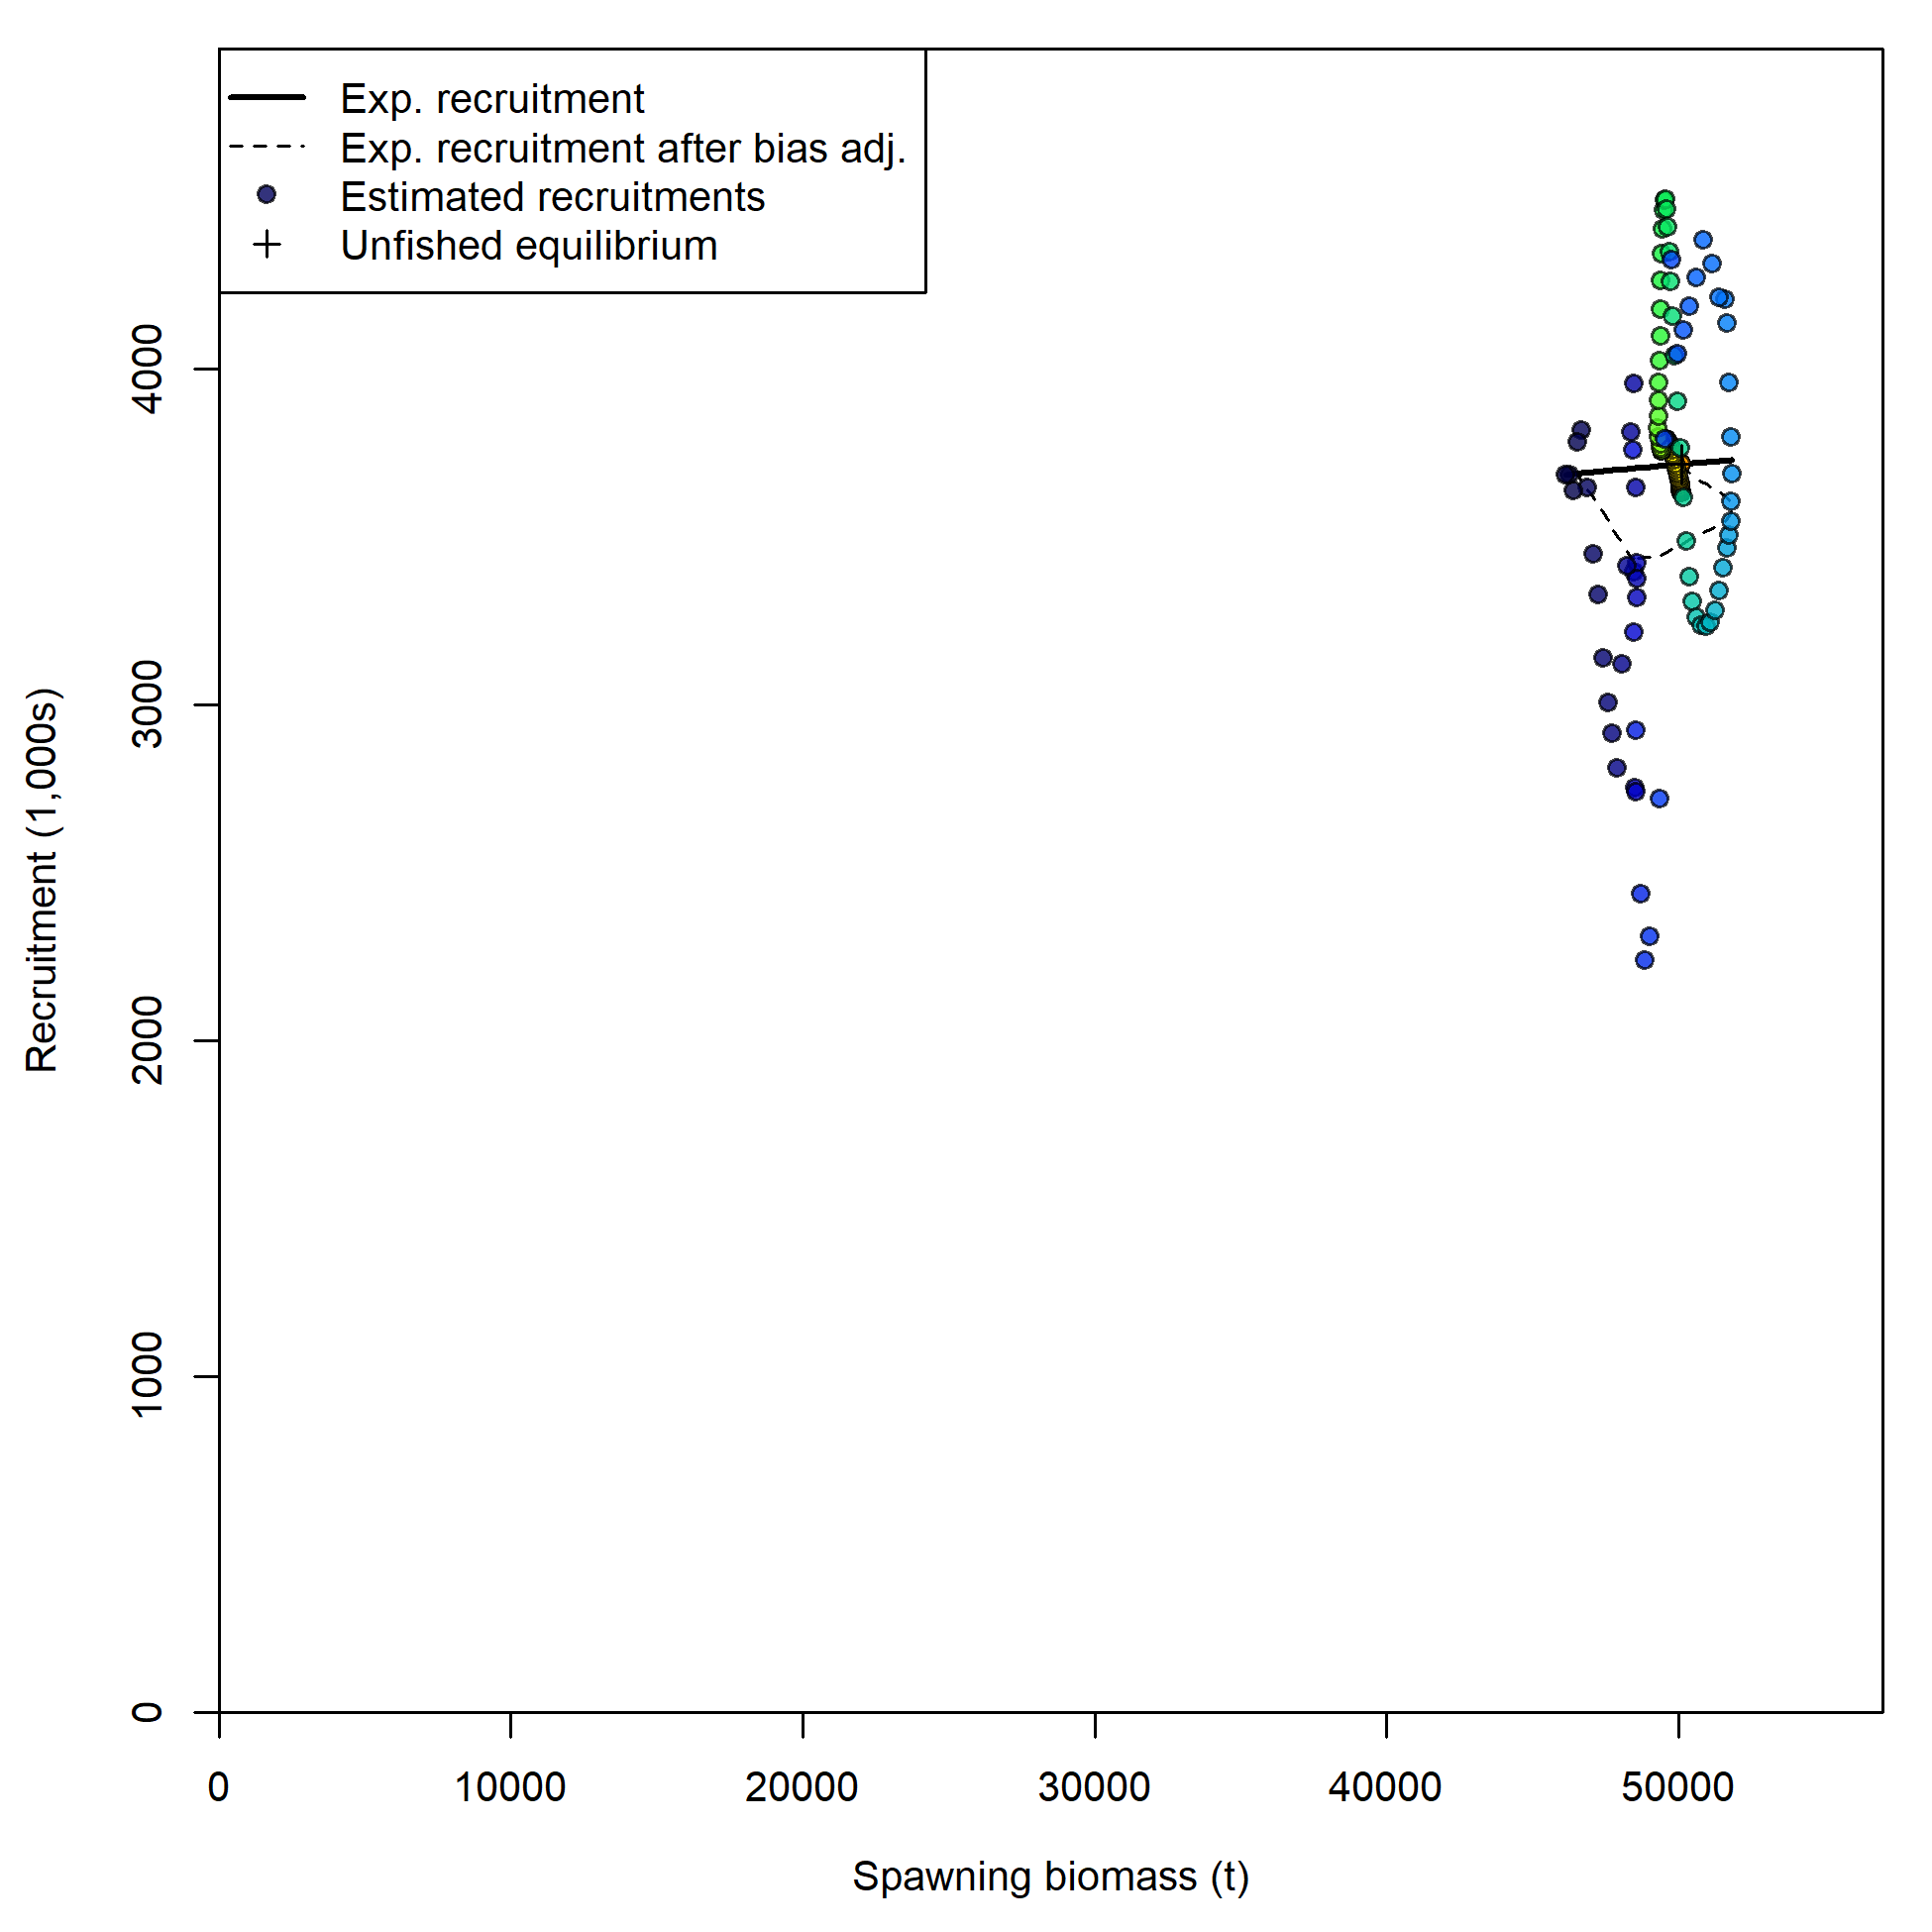 Exp. recruitment
Exp. recruitment after bias adj.
Estimated recruitments
Unfished equilibrium
Recruitment (1,000s)
4000
3000
2000
1000
0
0 10000 20000 30000 40000 50000
Spawning biomass (t)